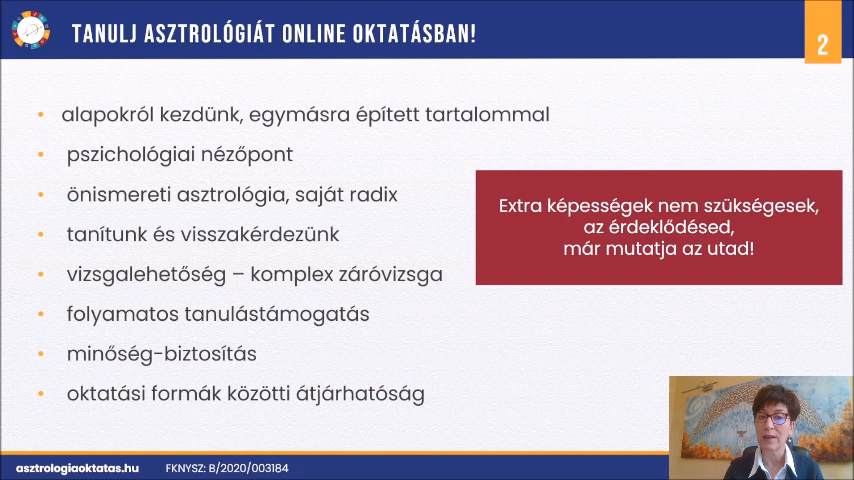 TANULJ ASZTROLÓGIÁT ONLINE OKTATÁSBAN!
2
• alapokról kezdünk, egymásra épített tartalommal
• pszichológiai nézőpont
• önismereti asztrológia, saját radix
• tanítunk és visszakérdezünk
• vizsgalehetőség – komplex záróvizsga
• folyamatos tanulástámogatás
• minőség-biztosítás
• oktatási formák közötti átjárhatóság
Extra képességek nem szükségesek,
az érdeklődésed,
már mutatja az utad!
asztrologiaoktatas.hu FKNYSZ: B/2020/003184